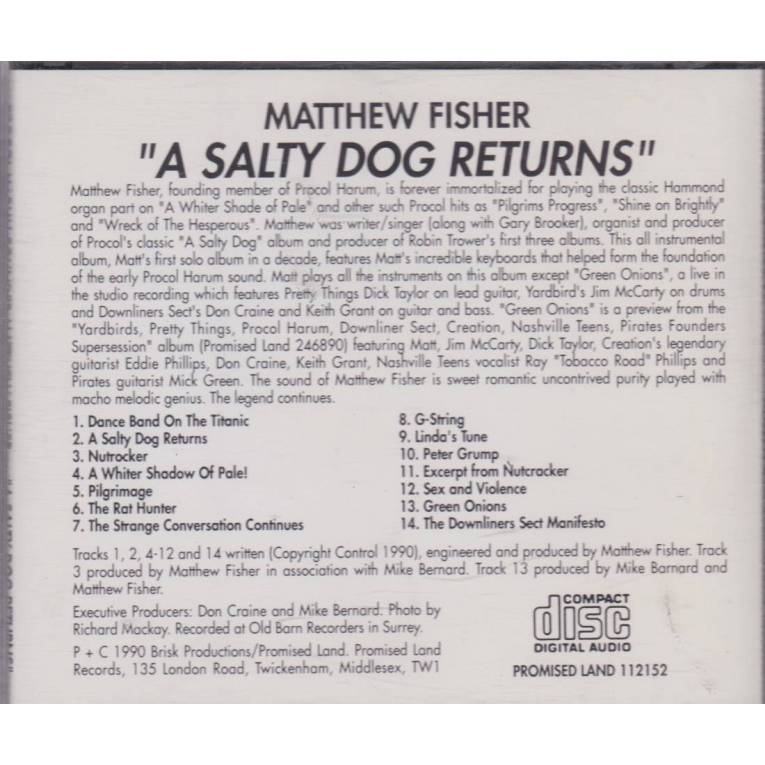 MATTHEW FISHER
"A SALTY DOG RETURNS"
Matthew Fisher, founding member of Procol Harum, is forever immortalized for playing the classic Hammond
organ part on "A Whiter Shade of Pale" and other such Procol hits as "Pilgrims Progress", "Shine on Brightly"
and "Wreck of The Hesperous". Matthew was writer/singer (along with Gary Brooker), organist and producer
of Procol's classic "A Salty Dog" album and producer of Robin Trower's first three albums. This all instrumental
album, Matt's first solo album in a decade, features Matt's incredible keyboards that helped form the foundation
of the early Procol Harum sound. Matt plays all the instruments on this album except "Green Onions", a live in
the studio recording which features Pretty Things Dick Taylor on lead guitar, Yardbird's Jim McCarty on drums
and Downliners Sect's Don Craine and Keith Grant on guitar and bass. "Green Onions" is a preview from the
"Yardbirds, Pretty Things, Procol Harum, Downliner Sect, Creation, Nashville Teens, Pirates Founders
Supersession" album (Promised Land 246890) featuring Matt, Jim McCarty, Dick Taylor, Creation's legendary
guitarist Eddie Phillips, Don Craine, Keith Grant, Nashville Teens vocalist Ray "Tobacco Road" Phillips and
Pirates guitarist Mick Green. The sound of Matthew Fisher is sweet romantic uncontrived purity played with
macho melodic genius. The legend continues.
1. Dance Band On The Titanic
2. A Salty Dog Returns
3. Nutrocker
4. A Whiter Shadow Of Pale!
5. Pilgrimage
6. The Rat Hunter
7. The Strange Conversation Continues
8. G-String
9. Linda's Tune
10. Peter Grump
11. Excerpt from Nutcracker
12. Sex and Violence
13. Green Onions
14. The Downliners Sect Manifesto
Tracks 1, 2, 4-12 and 14 written (Copyright Control 1990), engineered and produced by Matthew Fisher. Track
3 produced by Matthew Fisher in association with Mike Bernard. Track 13 produced by Mike Barnard and
Matthew Fisher.
Executive Producers: Don Craine and Mike Bernard. Photo by
Richard Mackay. Recorded at Old Barn Recorders in Surrey.
P + C 1990 Brisk Productions/Promised Land. Promised Land
Records, 135 London Road, Twickenham, Middlesex, TW1
COMPACT
disc
DIGITAL AUDIO
PROMISED LAND 112152